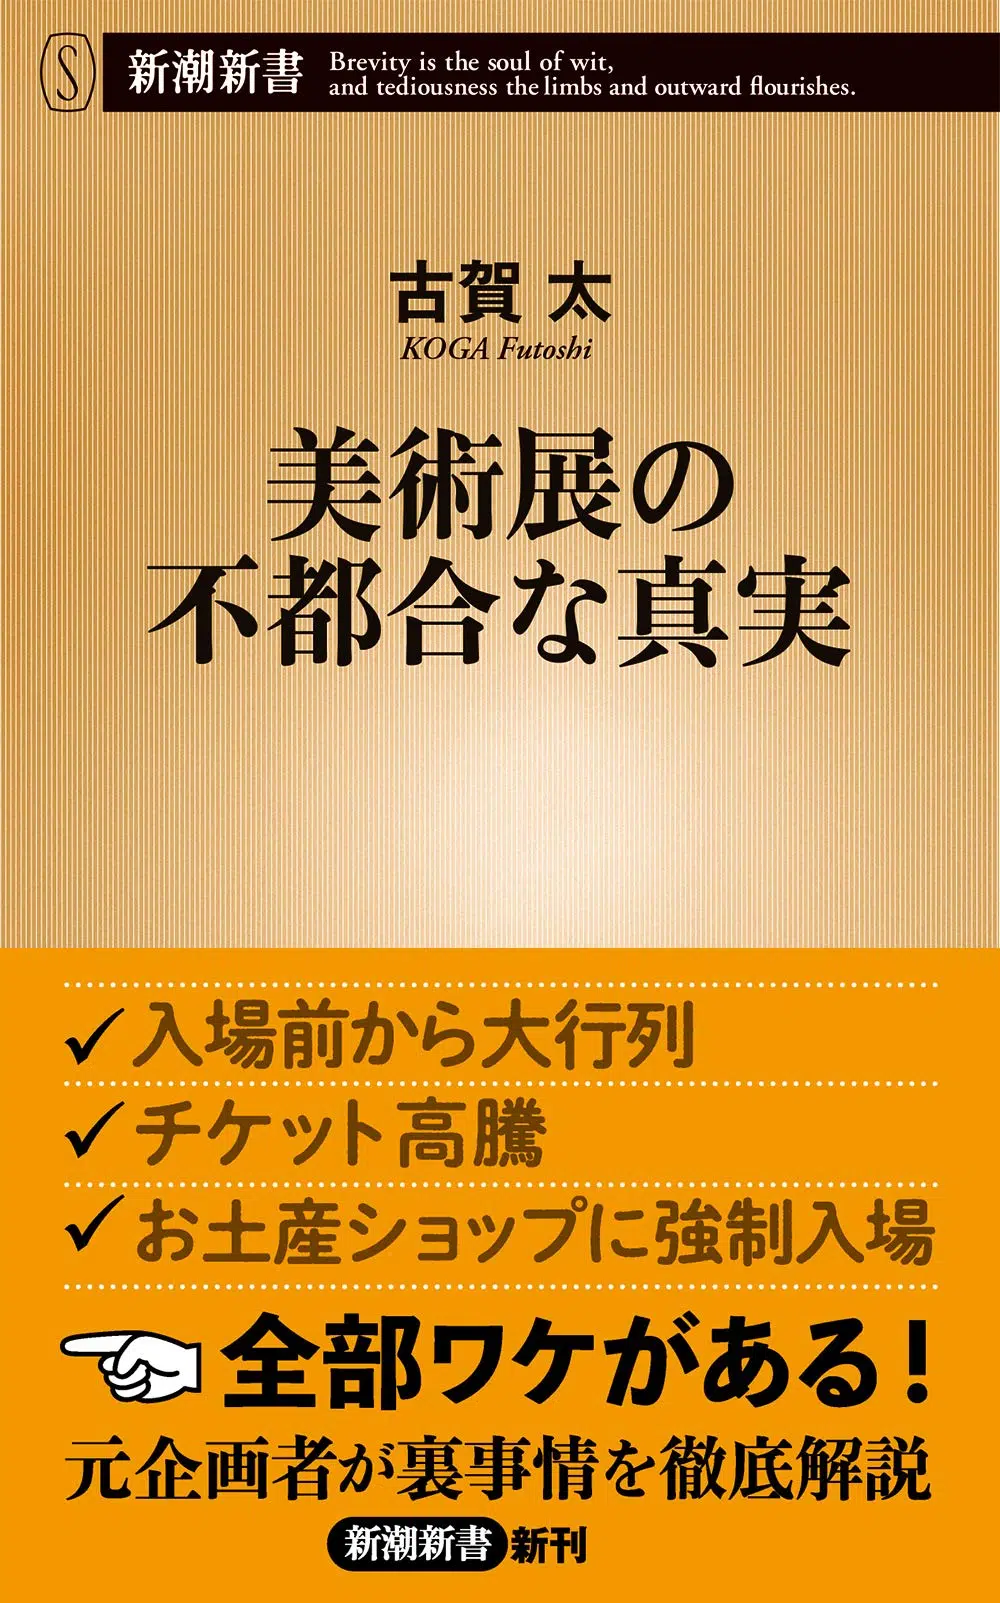 新潮新書
Brevity is the soul of wit,
and tediousness the limbs and outward flourishes.
古賀 太
KOGA Futoshi
美術展の
不都合な真実
入場前から大行列
チケット高騰
お土産ショップに強制入場
全部ワケがある！
元企画者が裏事情を徹底解説
新潮新書 新刊